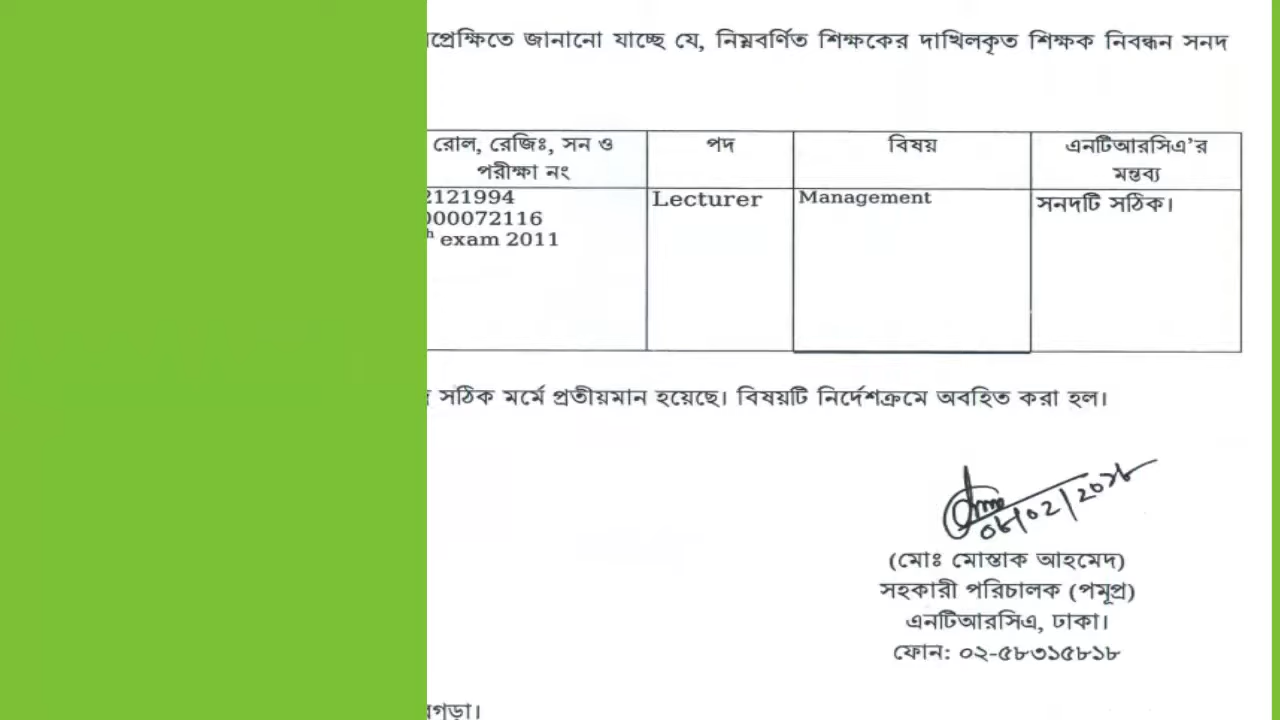 প্রেক্ষিতে জানানো যাচ্ছে যে, নিম্নবর্ণিত শিক্ষকের দাখিলকৃত শিক্ষক নিবন্ধন সনদ
রোল, রেজিঃ, সন ও পরীক্ষা নং
পদ
বিষয়
এনটিআরসিএ’র মন্তব্য
2121994
000072116
exam 2011
Lecturer
Management
সনদটি সঠিক।
সঠিক মর্মে প্রতীয়মান হয়েছে। বিষয়টি নির্দেশক্রমে অবহিত করা হল।
(মোঃ মোস্তাক আহমেদ)
সহকারী পরিচালক (পমূপ্র)
এনটিআরসিএ, ঢাকা।
ফোন: ০২-৫৮৩১৫৮১৮
বগুড়া।